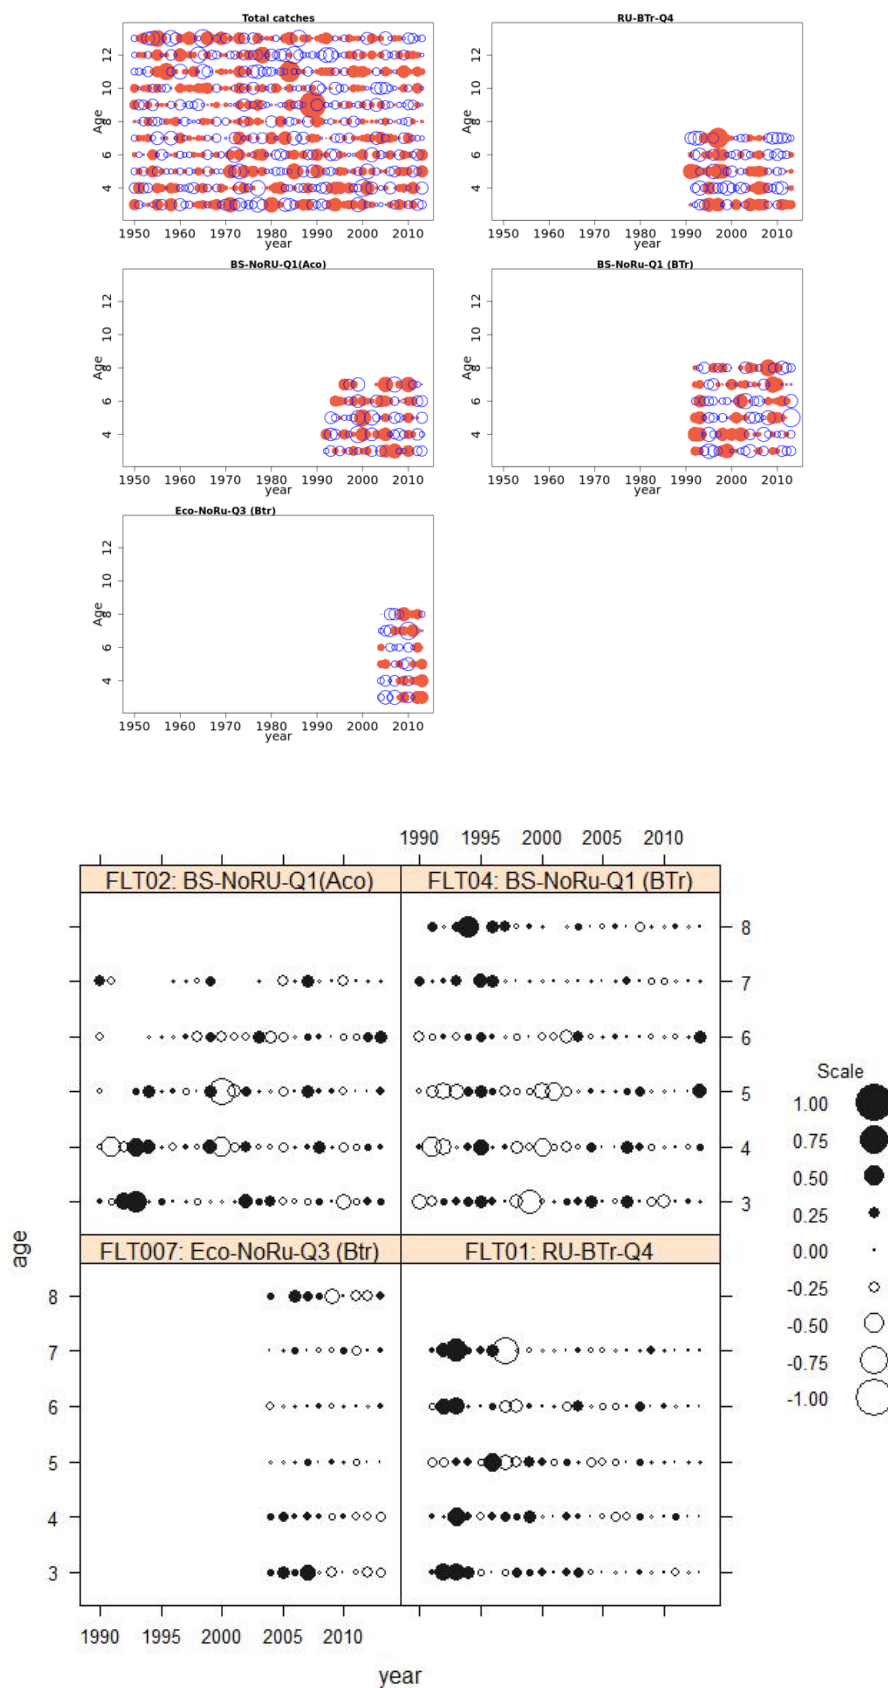 Total catches
RU-BTr-Q4
12
10
8
6
4
Age
1950 1960 1970 1980 1990 2000 2010
year
1950 1960 1970 1980 1990 2000 2010
year
BS-NoRU-Q1(Aco)
BS-NoRu-Q1 (BTr)
12
10
8
6
4
Age
1950 1960 1970 1980 1990 2000 2010
year
12
10
8
6
4
Age
1950 1960 1970 1980 1990 2000 2010
year
12
10
8
6
4
Age
Eco-NoRu-Q3 (Btr)
12
10
8
6
4
Age
1950 1960 1970 1980 1990 2000 2010
year
1990 1995 2000 2005 2010
FLT02: BS-NoRU-Q1(Aco)
FLT04: BS-NoRu-Q1 (BTr)
8
7
6
5
4
3
FLT007: Eco-NoRu-Q3 (Btr)
FLT01: RU-BTr-Q4
8
7
6
5
4
3
age
1990 1995 2000 2005 2010
year
Scale
1.00
0.75
0.50
0.25
0.00
-0.25
-0.50
-0.75
-1.00